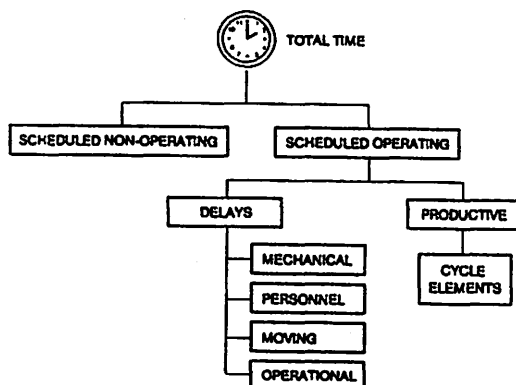 TOTAL TIME
SCHEDULED NON-OPERATING
SCHEDULED OPERATING
DELAYS
PRODUCTIVE
MECHANICAL
CYCLE
ELEMENTS
PERSONNEL
MOVING
OPERATIONAL